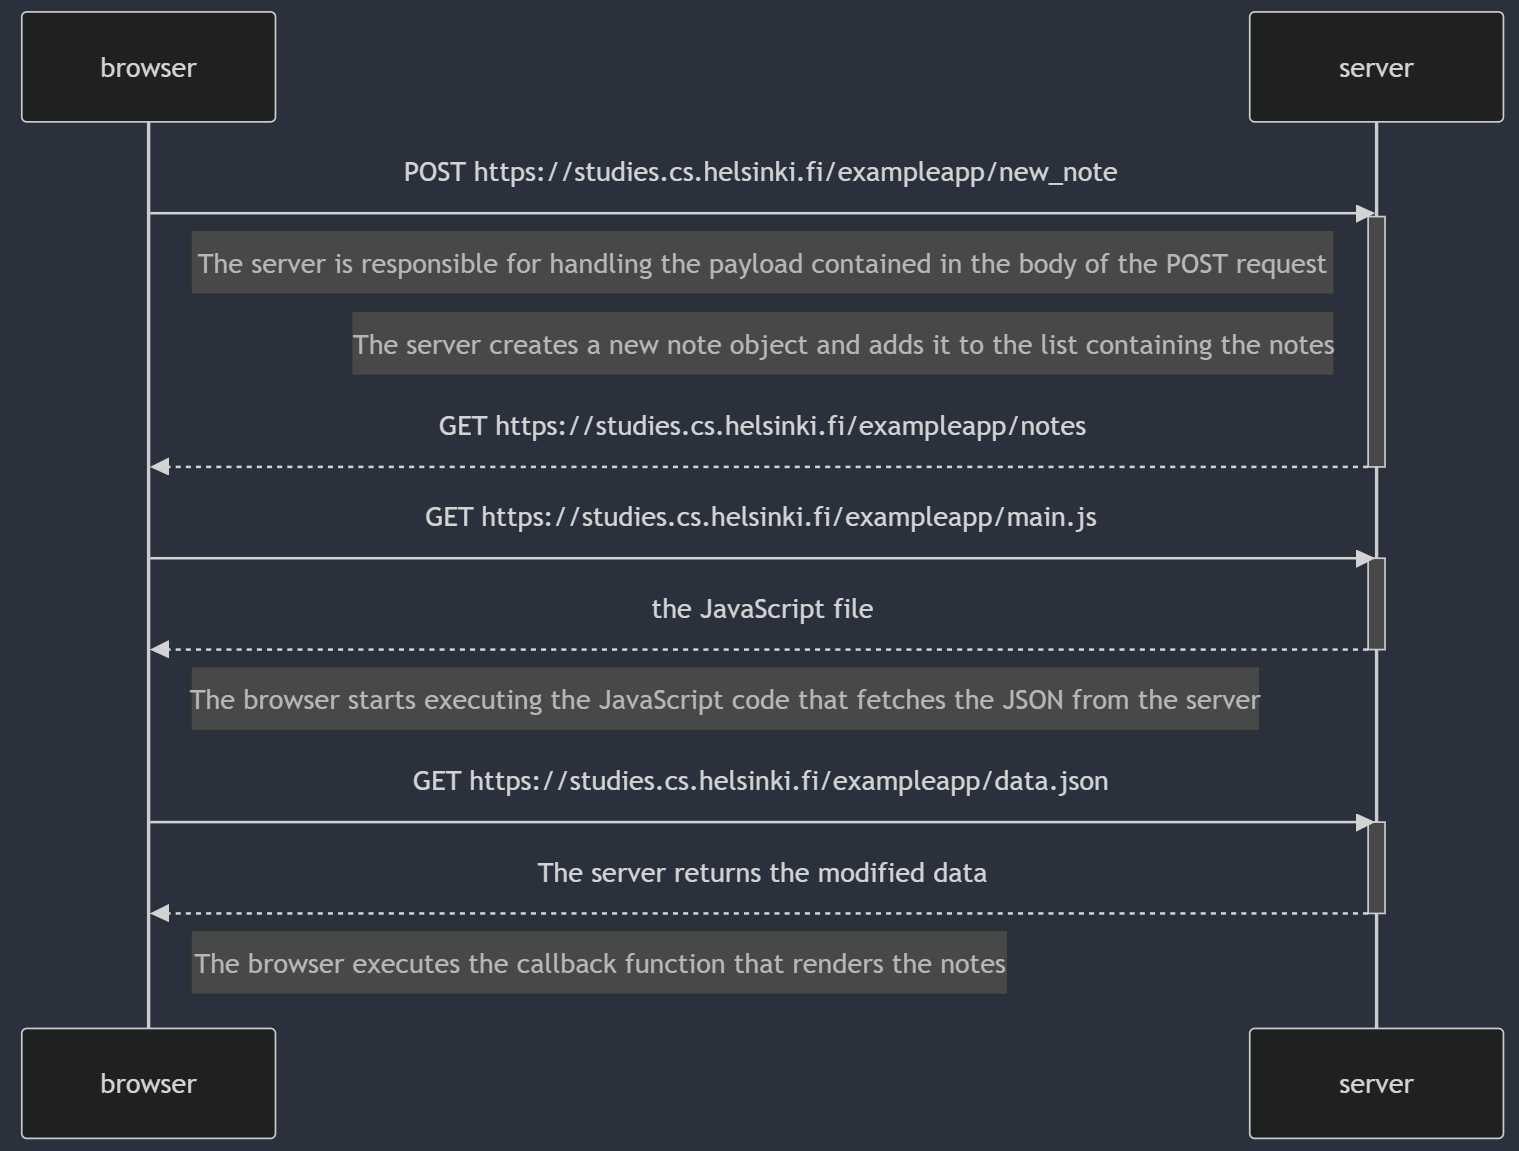 browser
server
POST https://studies.cs.helsinki.fi/exampleapp/new_note
The server is responsible for handling the payload contained in the body of the POST request
The server creates a new note object and adds it to the list containing the notes
GET https://studies.cs.helsinki.fi/exampleapp/notes
GET https://studies.cs.helsinki.fi/exampleapp/main.js
the JavaScript file
The browser starts executing the JavaScript code that fetches the JSON from the server
GET https://studies.cs.helsinki.fi/exampleapp/data.json
The server returns the modified data
The browser executes the callback function that renders the notes
browser
server